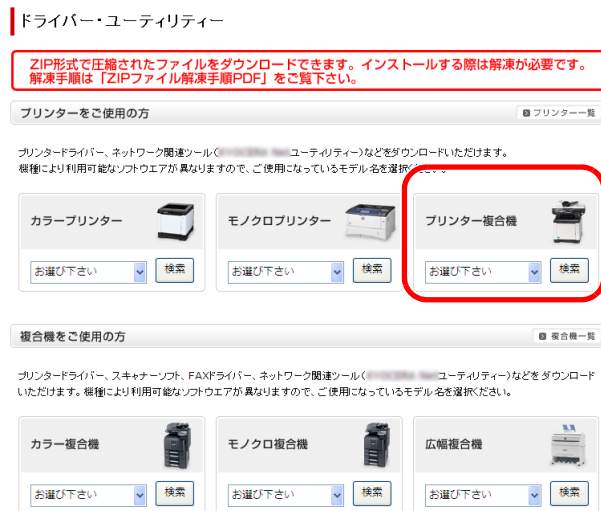 ドライバー・ユーティリティー
ZIP形式で圧縮されたファイルをダウンロードできます。インストールする際は解凍が必要です。
解凍手順は「ZIPファイル解凍手順PDF」をご覧下さい。
プリンターをご使用の方 プリンター一覧
プリンタードライバー、ネットワーク関連ツール( ユーティリティー)などをダウンロードいただけます。
機種により利用可能なソフトウエアが異なりますので、ご使用になっているモデル名を選択ください。
カラープリンター モノクロプリンター プリンター複合機
お選び下さい 検索 お選び下さい 検索 お選び下さい 検索
複合機をご使用の方 複合機一覧
プリンタードライバー、スキャナーソフト、FAXドライバー、ネットワーク関連ツール( ユーティリティー)などをダウンロード
いただけます。機種により利用可能なソフトウエアが異なりますので、ご使用になっているモデル名を選択ください。
カラー複合機 モノクロ複合機 広幅複合機
お選び下さい 検索 お選び下さい 検索 お選び下さい 検索